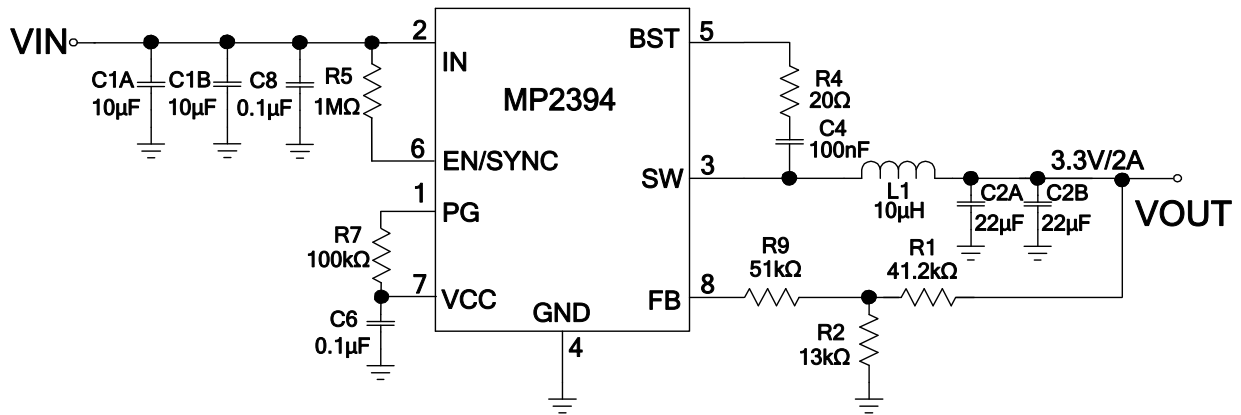 VIN
C1A
10μF
C1B
10μF
C8
0.1μF
R5
1MΩ
2
IN
6
EN/SYNC
1
PG
R7
100kΩ
7
VCC
C6
0.1μF
MP2394
GND
4
BST
5
R4
20Ω
C4
100nF
SW
3
L1
10μH
3.3V/2A
C2A
22μF
C2B
22μF
VOUT
FB
8
R9
51kΩ
R1
41.2kΩ
R2
13kΩ